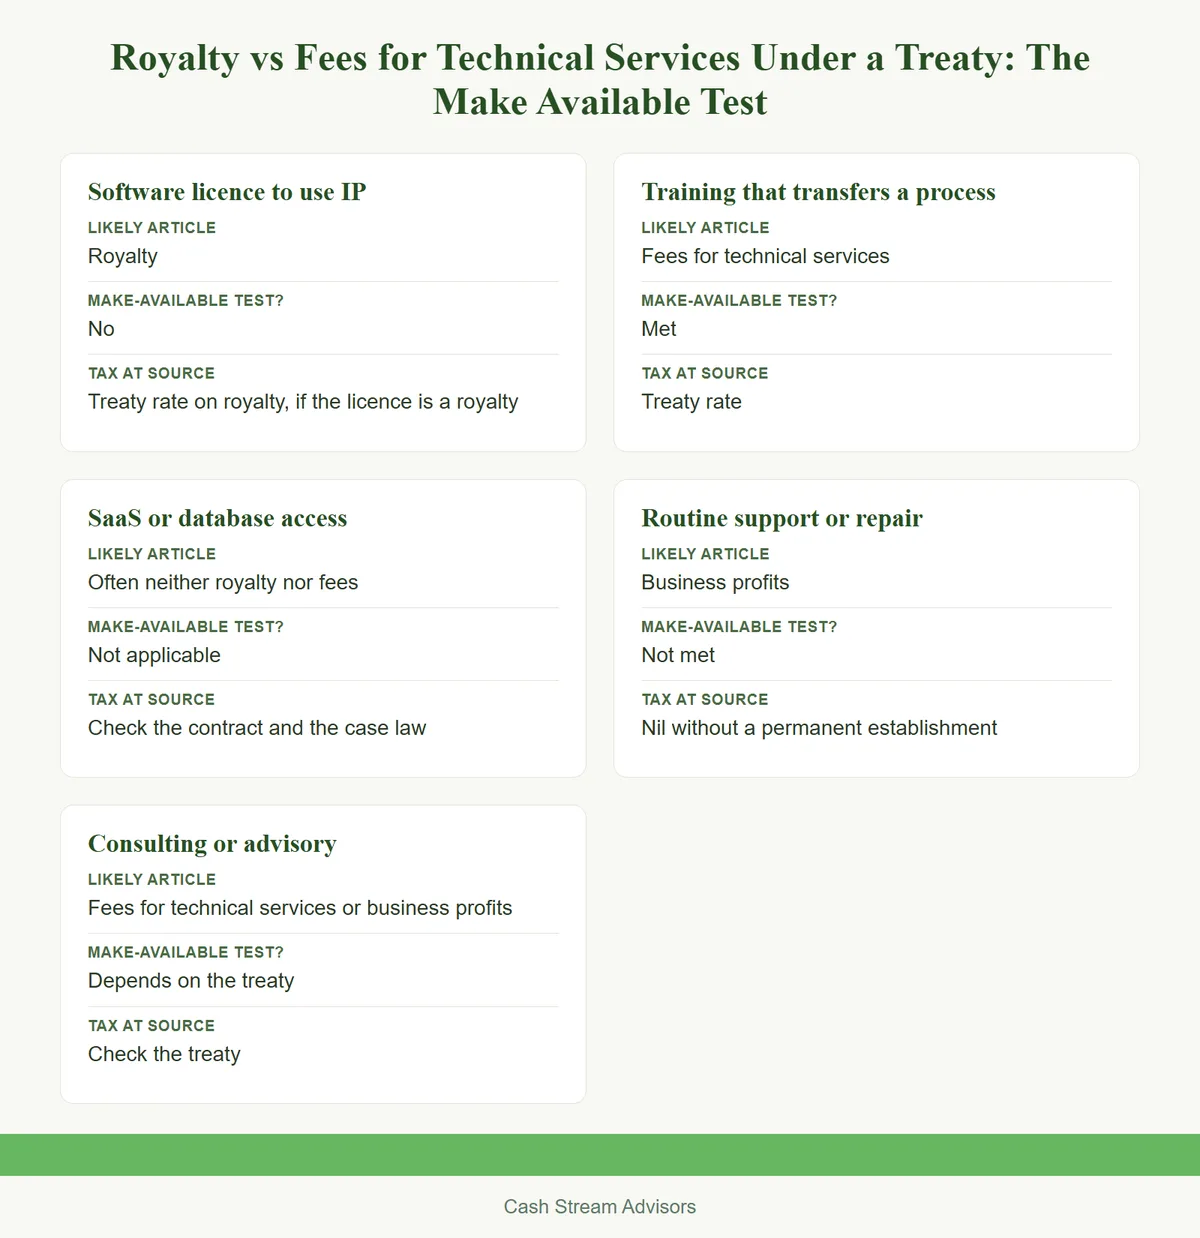 Royalty vs Fees for Technical Services Under a Treaty: The
Make Available Test
Software licence to use IP
LIKELY ARTICLE
Royalty
MAKE-AVAILABLE TEST?
No
TAX AT SOURCE
Treaty rate on royalty, if the licence is a royalty
Training that transfers a process
LIKELY ARTICLE
Fees for technical services
MAKE-AVAILABLE TEST?
Met
TAX AT SOURCE
Treaty rate
SaaS or database access
LIKELY ARTICLE
Often neither royalty nor fees
MAKE-AVAILABLE TEST?
Not applicable
TAX AT SOURCE
Check the contract and the case law
Routine support or repair
LIKELY ARTICLE
Business profits
MAKE-AVAILABLE TEST?
Not met
TAX AT SOURCE
Nil without a permanent establishment
Consulting or advisory
LIKELY ARTICLE
Fees for technical services or business profits
MAKE-AVAILABLE TEST?
Depends on the treaty
TAX AT SOURCE
Check the treaty
Cash Stream Advisors